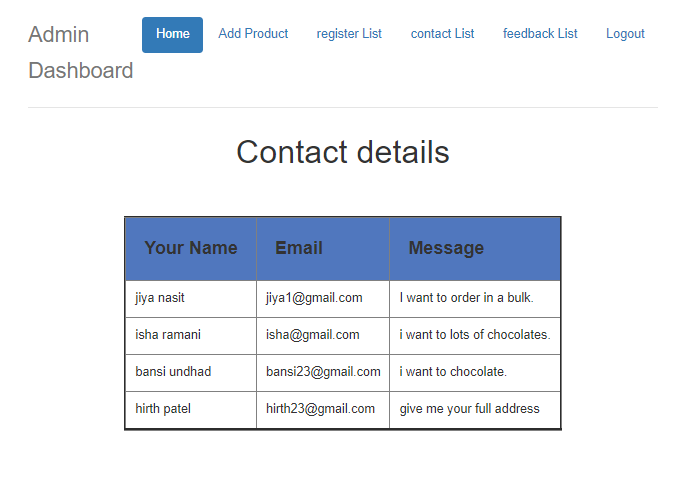 Admin Dashboard
Home Add Product register List contact List feedback List Logout
Contact details
Your Name Email Message
jiya nasit jiya1@gmail.com I want to order in a bulk.
isha ramani isha@gmail.com i want to lots of chocolates.
bansi undhad bansi23@gmail.com i want to chocolate.
hirth patel hirth23@gmail.com give me your full address